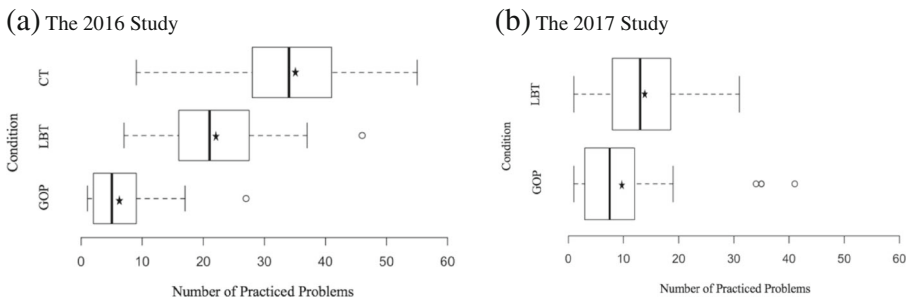 (a) The 2016 Study
Condition
CT
LBT
GOP
0 10 20 30 40 50 60
Number of Practiced Problems
(b) The 2017 Study
Condition
LBT
GOP
0 10 20 30 40 50 60
Number of Practiced Problems